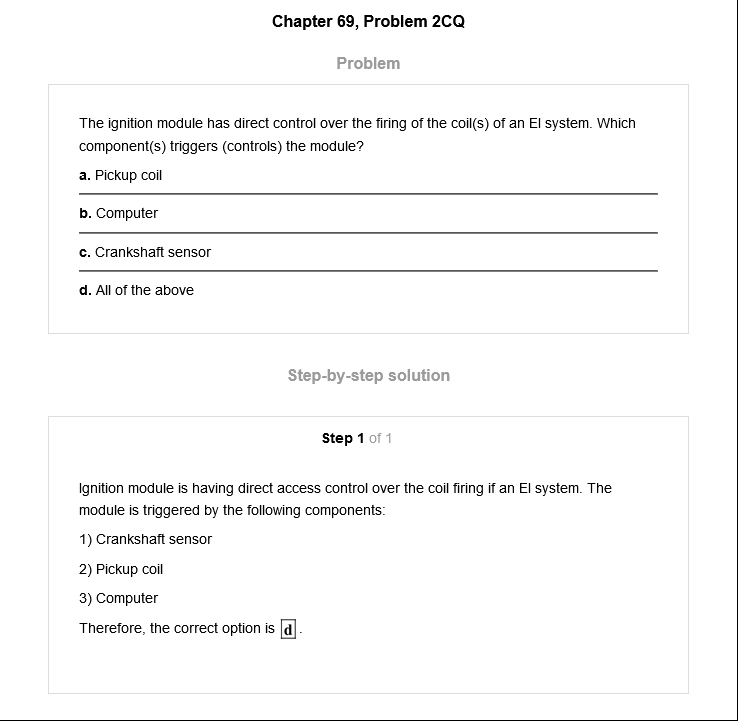 Chapter 69, Problem 2CQ
Problem
The ignition module has direct control over the firing of the coil(s) of an EI system. Which
component(s) triggers (controls) the module?
a. Pickup coil
b. Computer
c. Crankshaft sensor
d. All of the above
Step-by-step solution
Step 1 of 1
Ignition module is having direct access control over the coil firing if an EI system. The
module is triggered by the following components:
1) Crankshaft sensor
2) Pickup coil
3) Computer
Therefore, the correct option is d.